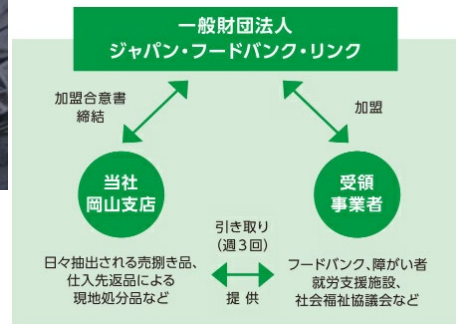 一般財団法人
ジャパン・フードバンク・リンク
加盟合意書
締結
加盟
当社
岡山支店
受領
事業者
引き取り
(週3回)
提供
日々抽出される売捌き品、
仕入先返品による
現地処分品など
フードバンク、障がい者
就労支援施設、
社会福祉協議会など